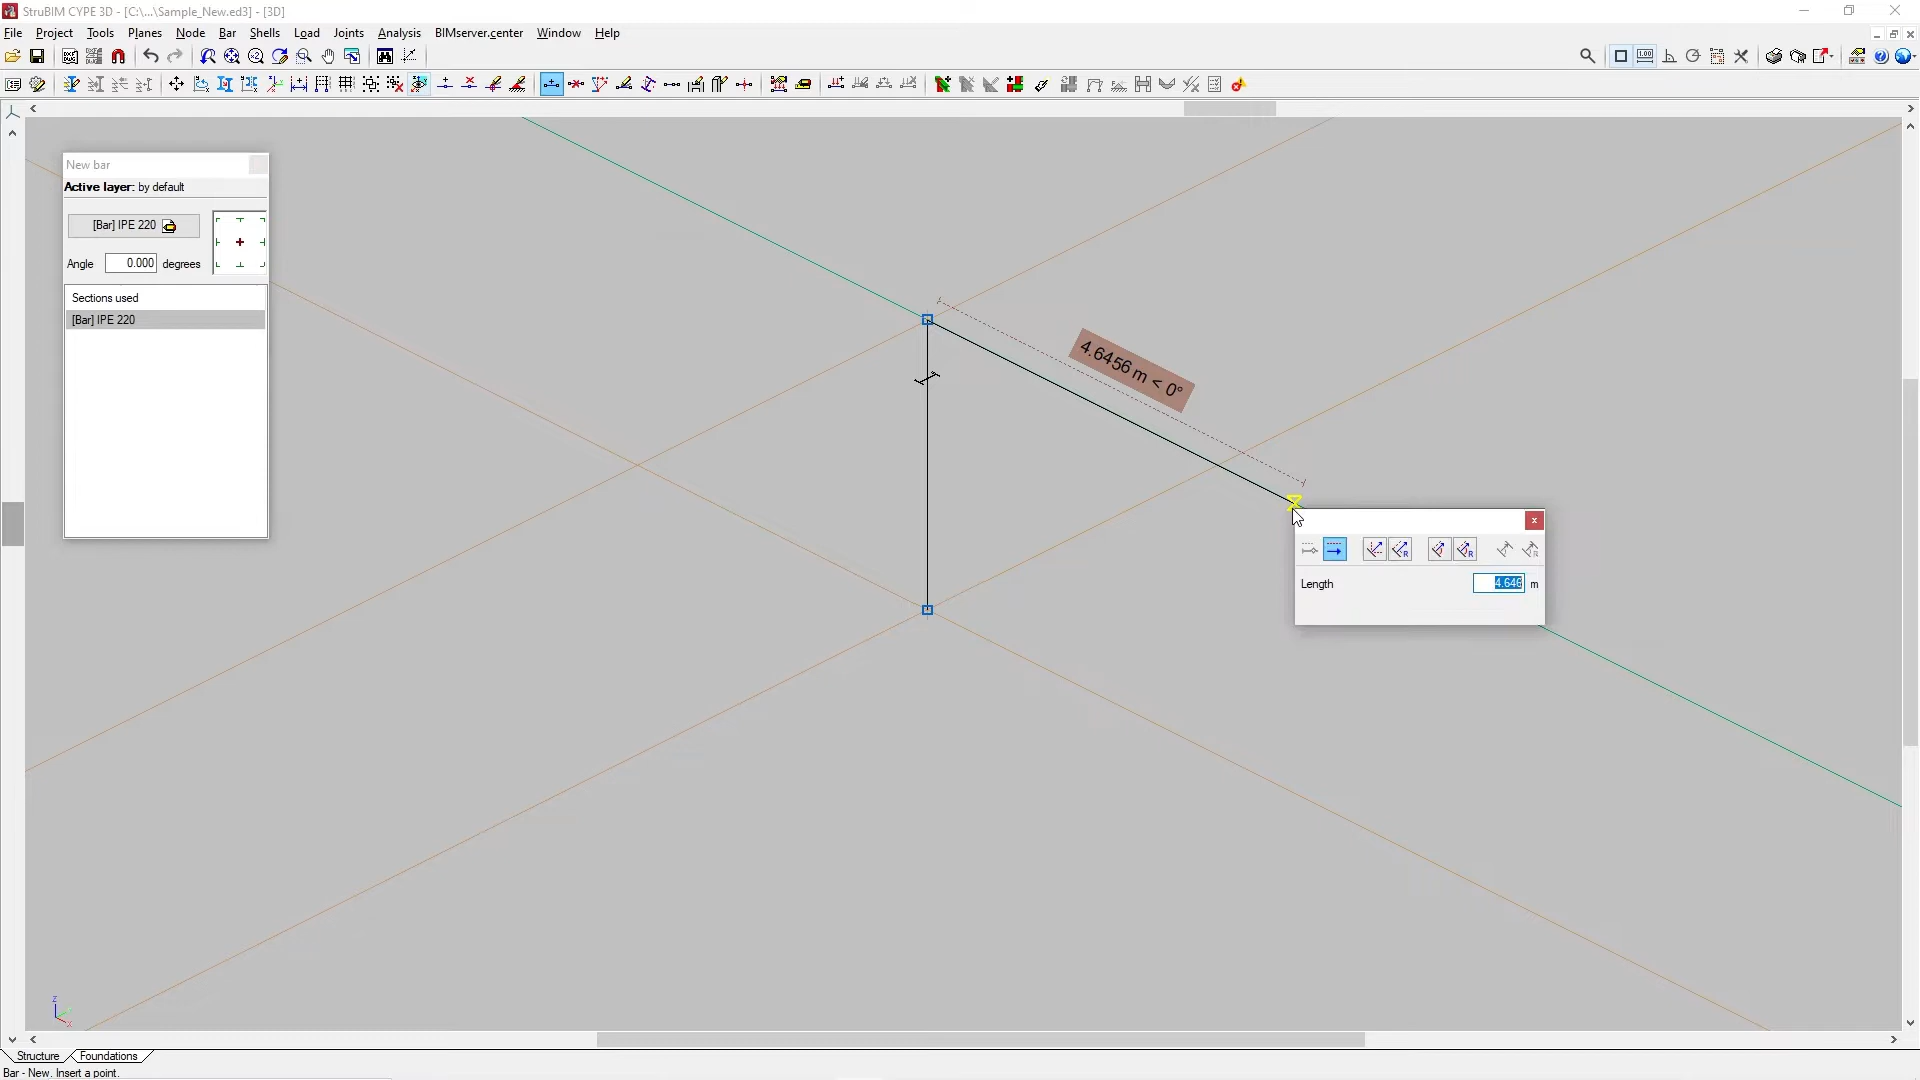 StruBIM CYPE 3D - [C:\...\Sample_New.ed3] - [3D]
File Project Tools Planes Node Bar Shells Load Joints Analysis BIMserver.center Window Help
New bar
Active layer: by default
[Bar] IPE 220
Angle 0.000 degrees
Sections used
[Bar] IPE 220
4.6456 m < 0°
Length 4.646 m
Structure Foundations
Bar - New. Insert a point.